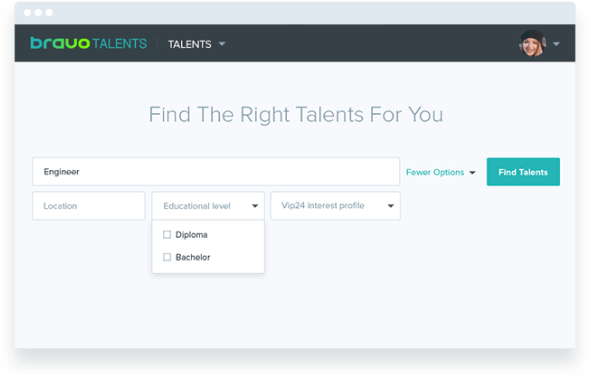 bravo TALENTS TALENTS
Find The Right Talents For You
Engineer Fewer Options Find Talents
Location Educational level Vip24 interest profile
Diploma
Bachelor